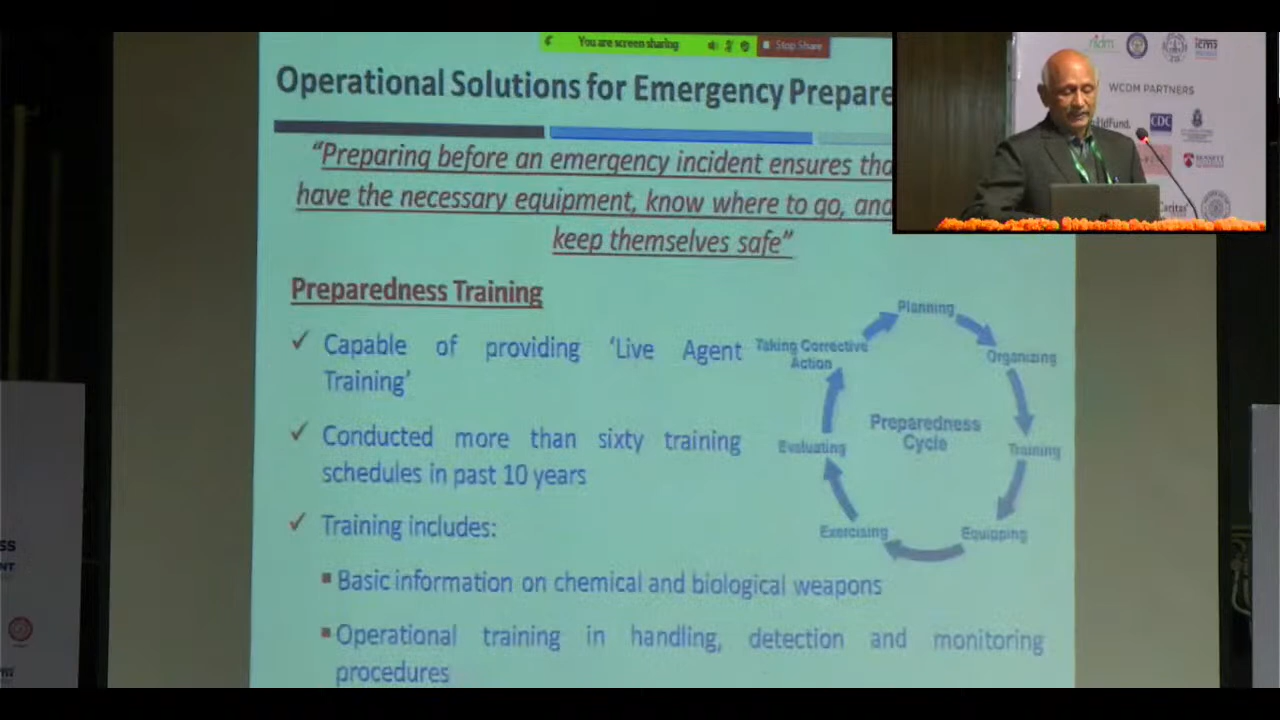 You are screen sharing
Stop Share
Operational Solutions for Emergency Prepare
"Preparing before an emergency incident ensures tha
have the necessary equipment, know where to go, and
keep themselves safe"
Preparedness Training
✓ Capable of providing 'Live Agent
Training'
✓ Conducted more than sixty training
schedules in past 10 years
✓ Training includes:
▪ Basic information on chemical and biological weapons
▪ Operational training in handling, detection and monitoring
procedures
Planning
Organizing
Training
Equipping
Exercising
Evaluating
Taking Corrective
Action
Preparedness
Cycle
nidm
WCDM PARTNERS
CDC
Caritas
SS
NT